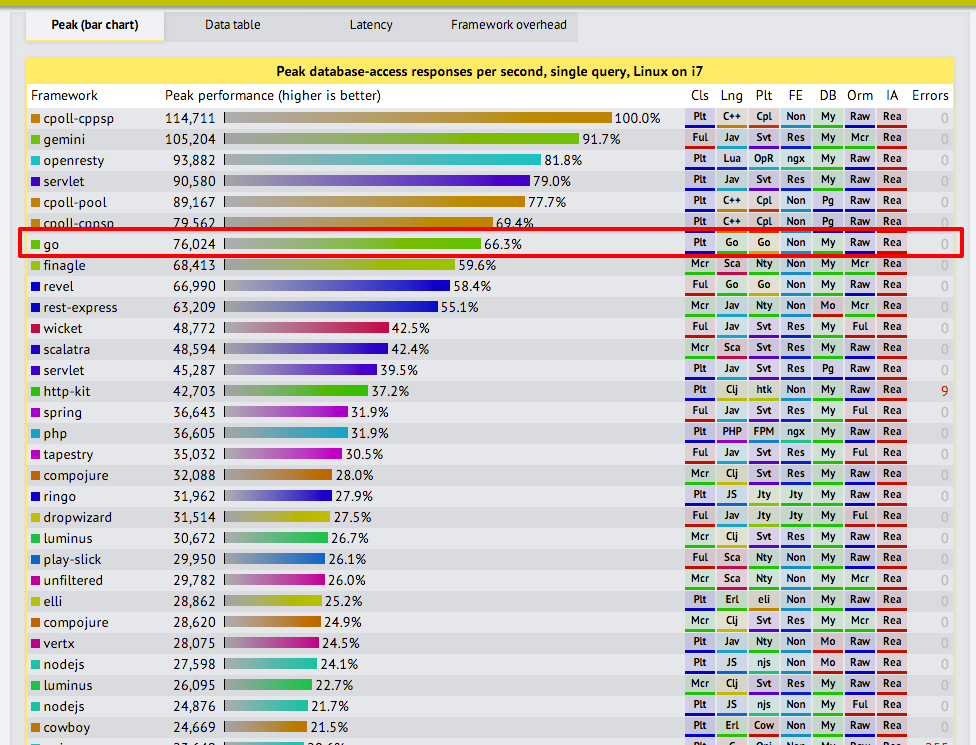 Peak (bar chart) Data table Latency Framework overhead
Peak database-access responses per second, single query, Linux on i7
Framework Peak performance (higher is better) Cls Lng Plt FE DB Orm IA Errors
cpoll-cppsp 114,711 100.0% Plt C++ Cpl Non My Raw Rea 0
gemini 105,204 91.7% Ful Jav Svt Res My Mcr Rea 0
openresty 93,882 81.8% Plt Lua OpR ngx My Raw Rea 0
servlet 90,580 79.0% Plt Jav Svt Res My Raw Rea 0
cpoll-pool 89,167 77.7% Plt C++ Cpl Non Pg Raw Rea 0
cpoll-cppsp 79,562 69.4% Plt C++ Cpl Non Pg Raw Rea 0
go 76,024 66.3% Plt Go Go Non My Raw Rea 0
finagle 68,413 59.6% Mcr Sca Nty Non My Mcr Rea 0
revel 66,990 58.4% Ful Go Go Non My Raw Rea 0
rest-express 63,209 55.1% Mcr Jav Nty Non Mo Mcr Rea 0
wicket 48,772 42.5% Ful Jav Svt Res My Ful Rea 0
scalatra 48,594 42.4% Mcr Sca Svt Res My Raw Rea 0
servlet 45,287 39.5% Plt Jav Svt Res Pg Raw Rea 0
http-kit 42,703 37.2% Plt Clj htk Non My Raw Rea 9
spring 36,643 31.9% Ful Jav Svt Res My Ful Rea 0
php 36,605 31.9% Plt PHP FPM ngx My Raw Rea 0
tapestry 35,032 30.5% Ful Jav Svt Res My Ful Rea 0
compojure 32,088 28.0% Mcr Clj Svt Res My Raw Rea 0
ringo 31,962 27.9% Plt JS Jty Jty My Raw Rea 0
dropwizard 31,514 27.5% Ful Jav Jty Jty My Ful Rea 0
luminus 30,672 26.7% Mcr Clj Svt Res My Raw Rea 0
play-slick 29,950 26.1% Ful Sca Nty Non My Raw Rea 0
unfiltered 29,782 26.0% Mcr Sca Nty Non My Mcr Rea 0
elli 28,862 25.2% Plt Erl eli Non My Raw Rea 0
compojure 28,620 24.9% Mcr Clj Svt Res My Mcr Rea 0
vertx 28,075 24.5% Plt Jav Nty Non Mo Raw Rea 0
nodejs 27,598 24.1% Plt JS njs Non Mo Raw Rea 0
luminus 26,095 22.7% Mcr Clj Svt Res My Raw Rea 0
nodejs 24,876 21.7% Plt JS njs Non My Ful Rea 0
cowboy 24,669 21.5% Plt Erl Cow Non My Raw Rea 0